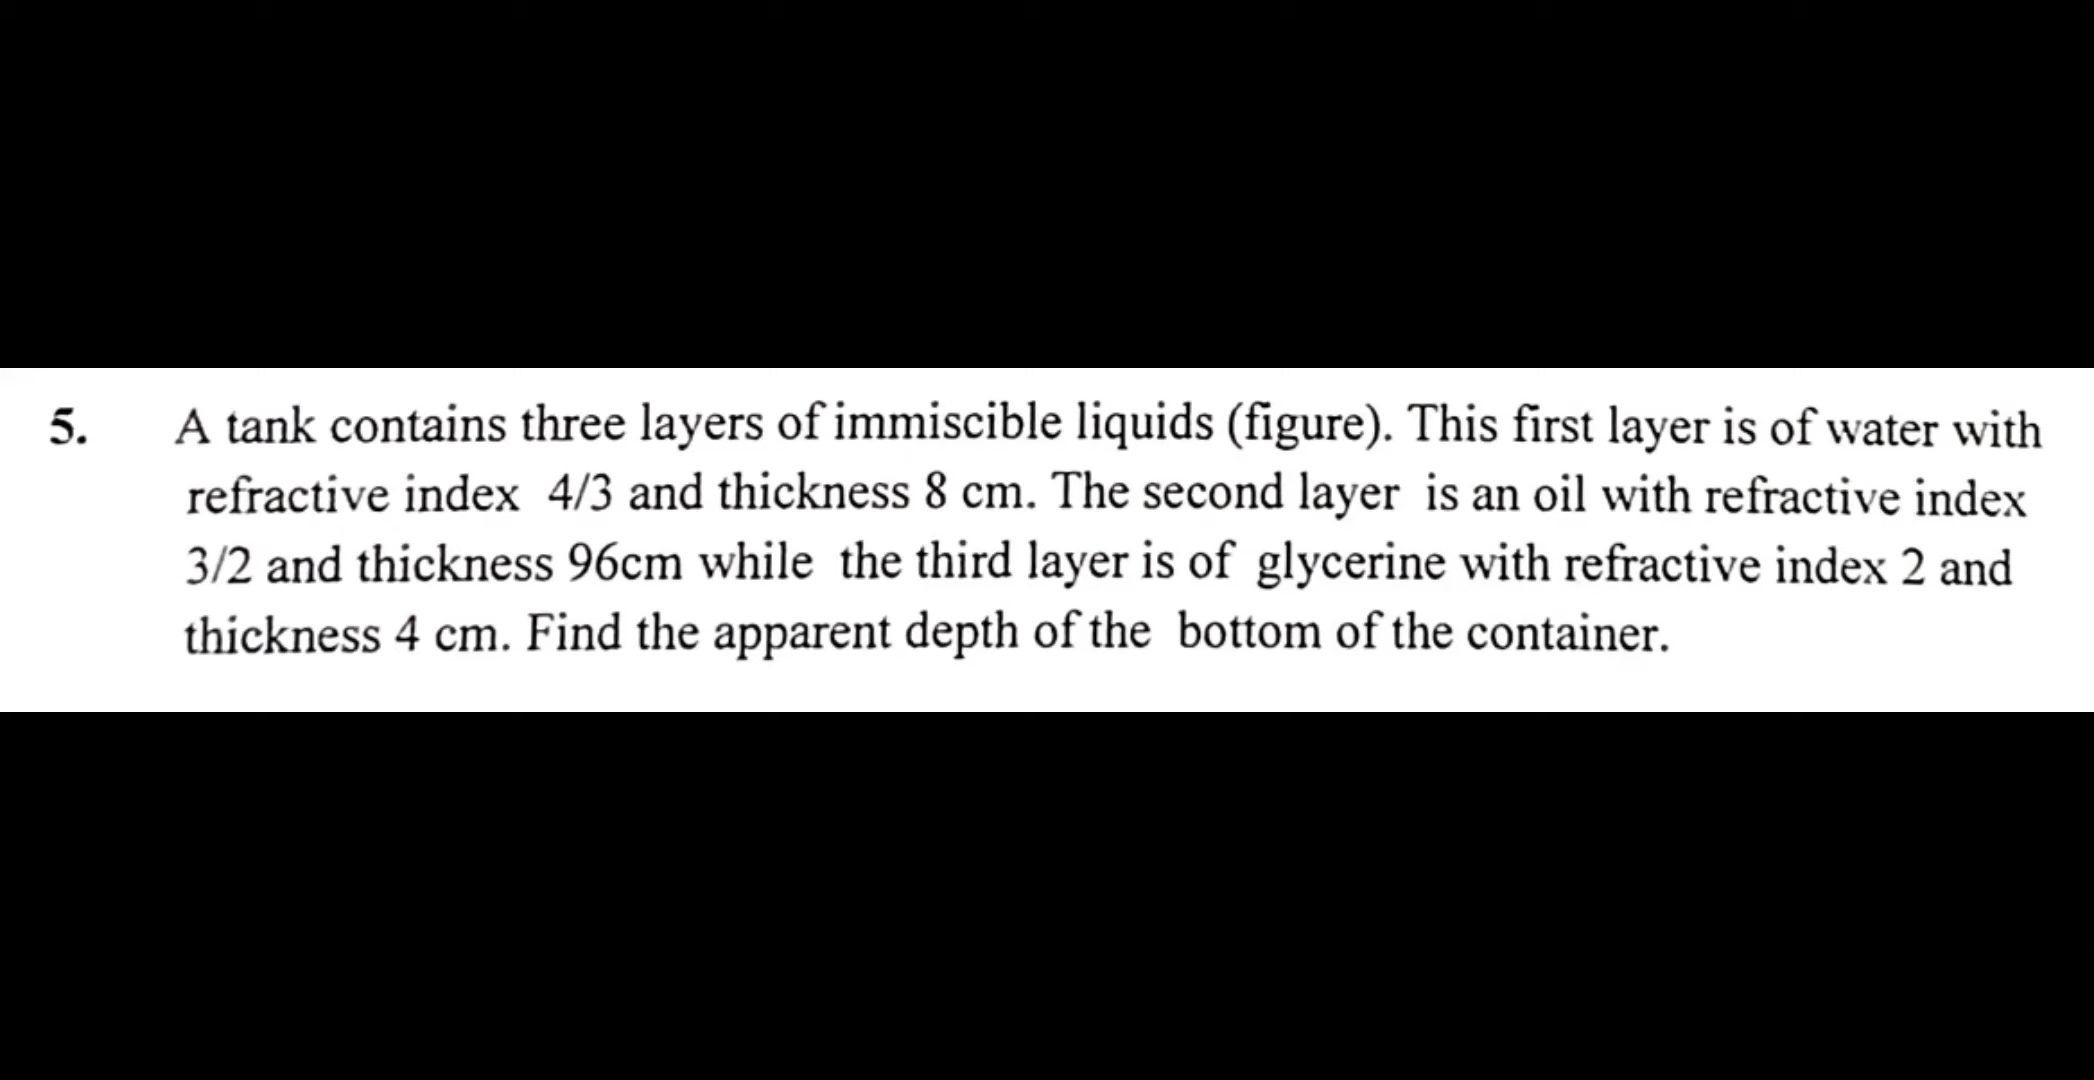 5. A tank contains three layers of immiscible liquids (figure). This first layer is of water with
refractive index 4/3 and thickness 8 cm. The second layer is an oil with refractive index
3/2 and thickness 96cm while the third layer is of glycerine with refractive index 2 and
thickness 4 cm. Find the apparent depth of the bottom of the container.